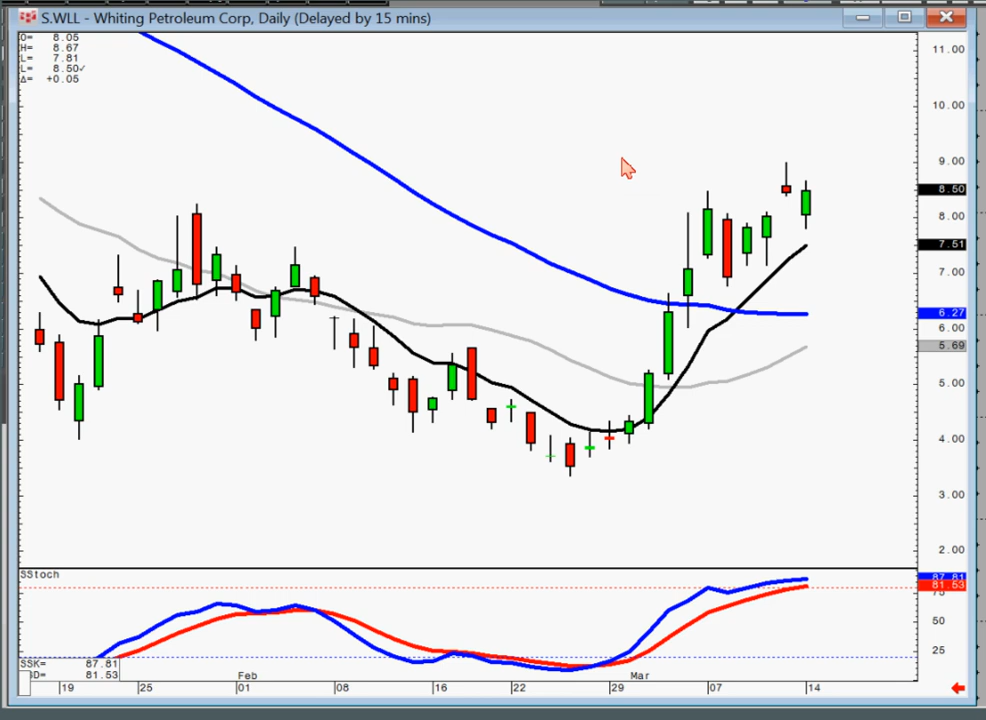 S.WLL - Whiting Petroleum Corp, Daily (Delayed by 15 mins)
O= 8.05
H= 8.67
L= 7.81
L= 8.50✓
Δ= +0.05
11.00
10.00
9.00
8.50
8.00
7.51
7.00
6.27
6.00
5.69
5.00
4.00
3.00
2.00
SStoch
87.81
81.53
75
50
25
SSK= 87.81
D= 81.53
Feb Mar
19 25 01 08 16 22 29 07 14